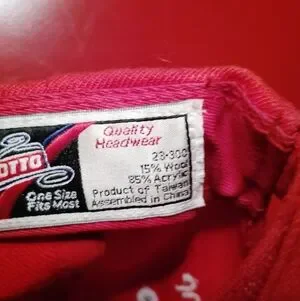 OTTO
One Size
Fits Most
Quality
Headwear
23-300
15% Wool
85% Acrylic
Product of Taiwan
Assembled in China